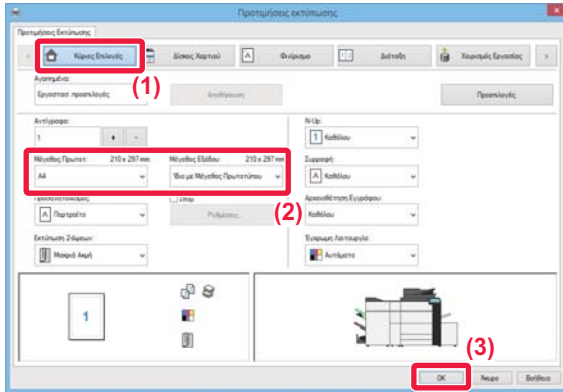 Προτιμήσεις εκτύπωσης
Προτιμήσεις Εκτύπωσης
Κύριες Επιλογές
Δίσκος Χαρτιού
Φινίρισμα
Διάταξη
Χειρισμός Εργασίας
(1)
Αγαπημένα:
Εργοστασ. προεπιλογές
Αποθήκευση
Προεπιλογές
Αντίγραφα:
1
+
-
N-Up:
1 Καθόλου
Μέγεθος Πρωτοτ: 210 x 297 mm
Μέγεθος Εξόδου: 210 x 297 mm
Συρραφή:
A4
Ίδιο με Μέγεθος Πρωτοτύπου
Καθόλου
(2)
Προσανατολισμός:
Ζουμ
Αρχειοθέτηση Εγγράφου:
Πορτραίτο
Ρυθμίσεις...
Καθόλου
Εκτύπωση 2-όψεων:
Έγχρωμη Λειτουργία:
Μακριά Ακμή
Αυτόματο
1
(3)
OK
Άκυρο
Βοήθεια